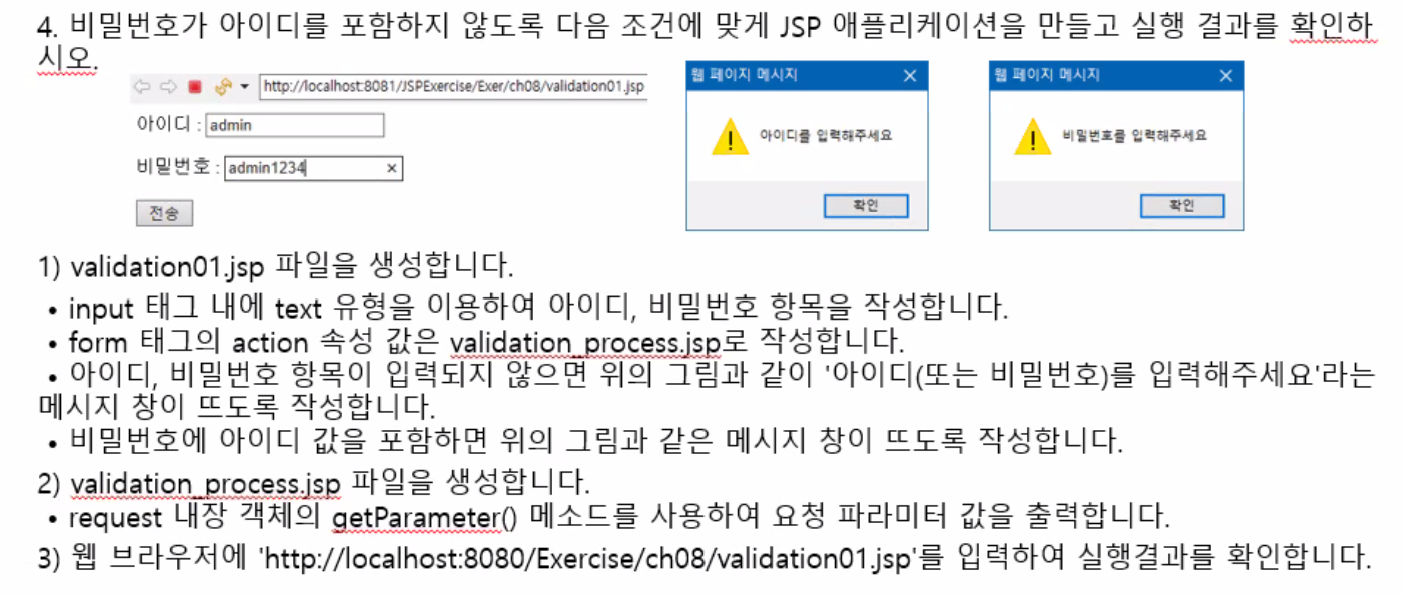 4. 비밀번호가 아이디를 포함하지 않도록 다음 조건에 맞게 JSP 애플리케이션을 만들고 실행 결과를 확인하
시오.
http://localhost:8081/JSPExercise/Exer/ch08/validation01.jsp
아이디 : admin
비밀번호 : admin1234
전송
웹 페이지 메시지
아이디를 입력해주세요
확인
웹 페이지 메시지
비밀번호를 입력해주세요
확인
1) validation01.jsp 파일을 생성합니다.
• input 태그 내에 text 유형을 이용하여 아이디, 비밀번호 항목을 작성합니다.
• form 태그의 action 속성 값은 validation_process.jsp로 작성합니다.
• 아이디, 비밀번호 항목이 입력되지 않으면 위의 그림과 같이 '아이디(또는 비밀번호)를 입력해주세요'라는
메시지 창이 뜨도록 작성합니다.
• 비밀번호에 아이디 값을 포함하면 위의 그림과 같은 메시지 창이 뜨도록 작성합니다.
2) validation_process.jsp 파일을 생성합니다.
• request 내장 객체의 getParameter() 메소드를 사용하여 요청 파라미터 값을 출력합니다.
3) 웹 브라우저에 'http://localhost:8080/Exercise/ch08/validation01.jsp'를 입력하여 실행결과를 확인합니다.